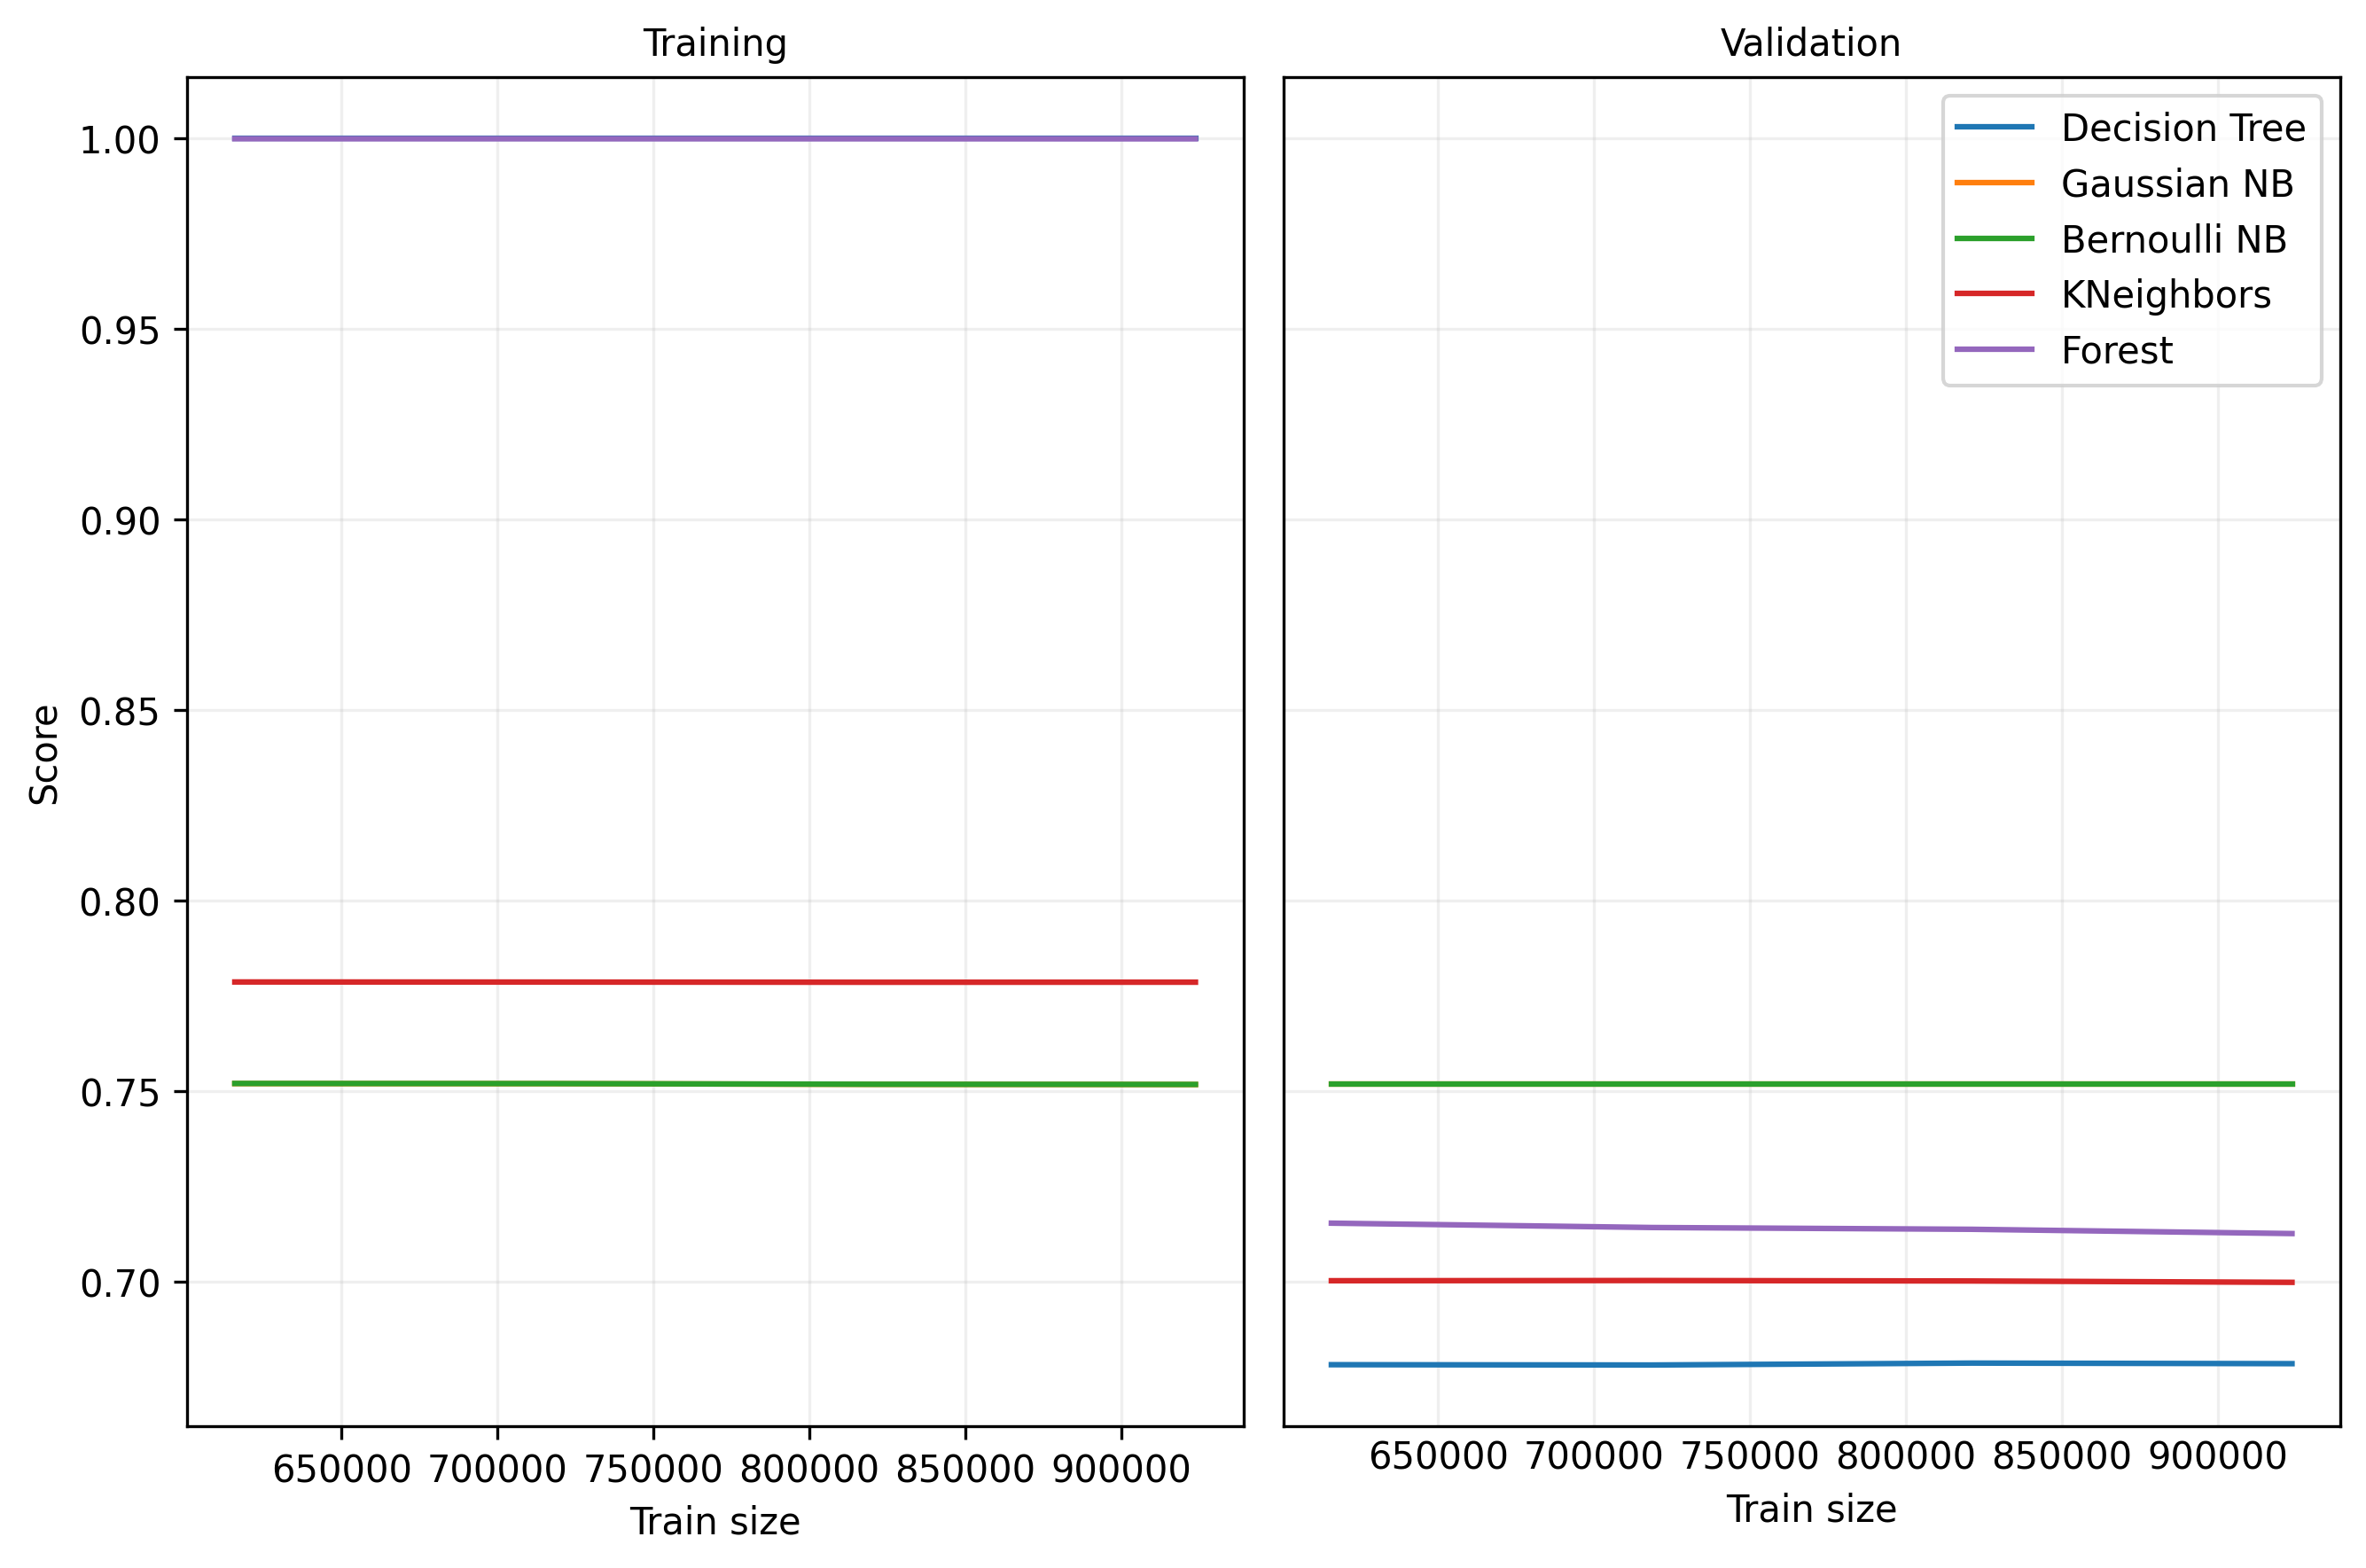 Training
Score
1.00
0.95
0.90
0.85
0.80
0.75
0.70
650000 700000 750000 800000 850000 900000
Train size
Validation
Decision Tree
Gaussian NB
Bernoulli NB
KNeighbors
Forest
650000 700000 750000 800000 850000 900000
Train size